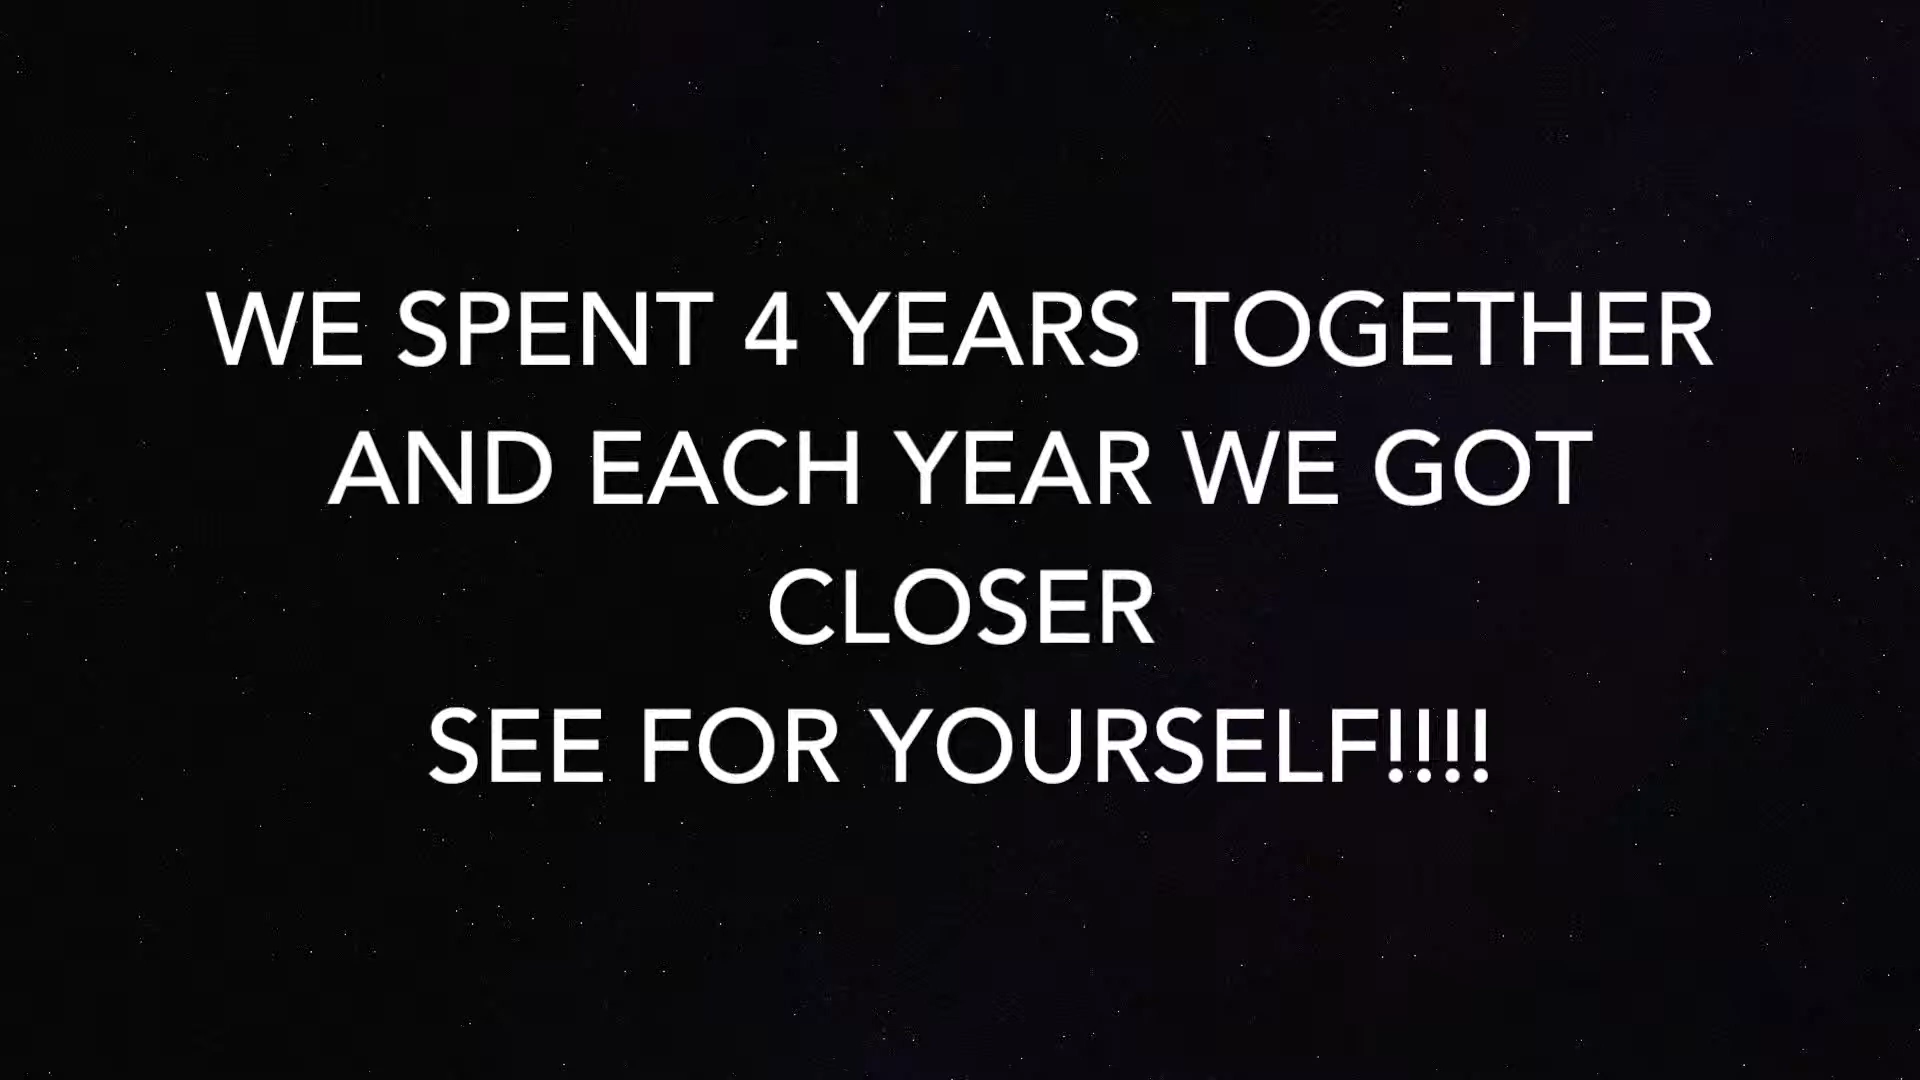 WE SPENT 4 YEARS TOGETHER
AND EACH YEAR WE GOT
CLOSER
SEE FOR YOURSELF!!!!